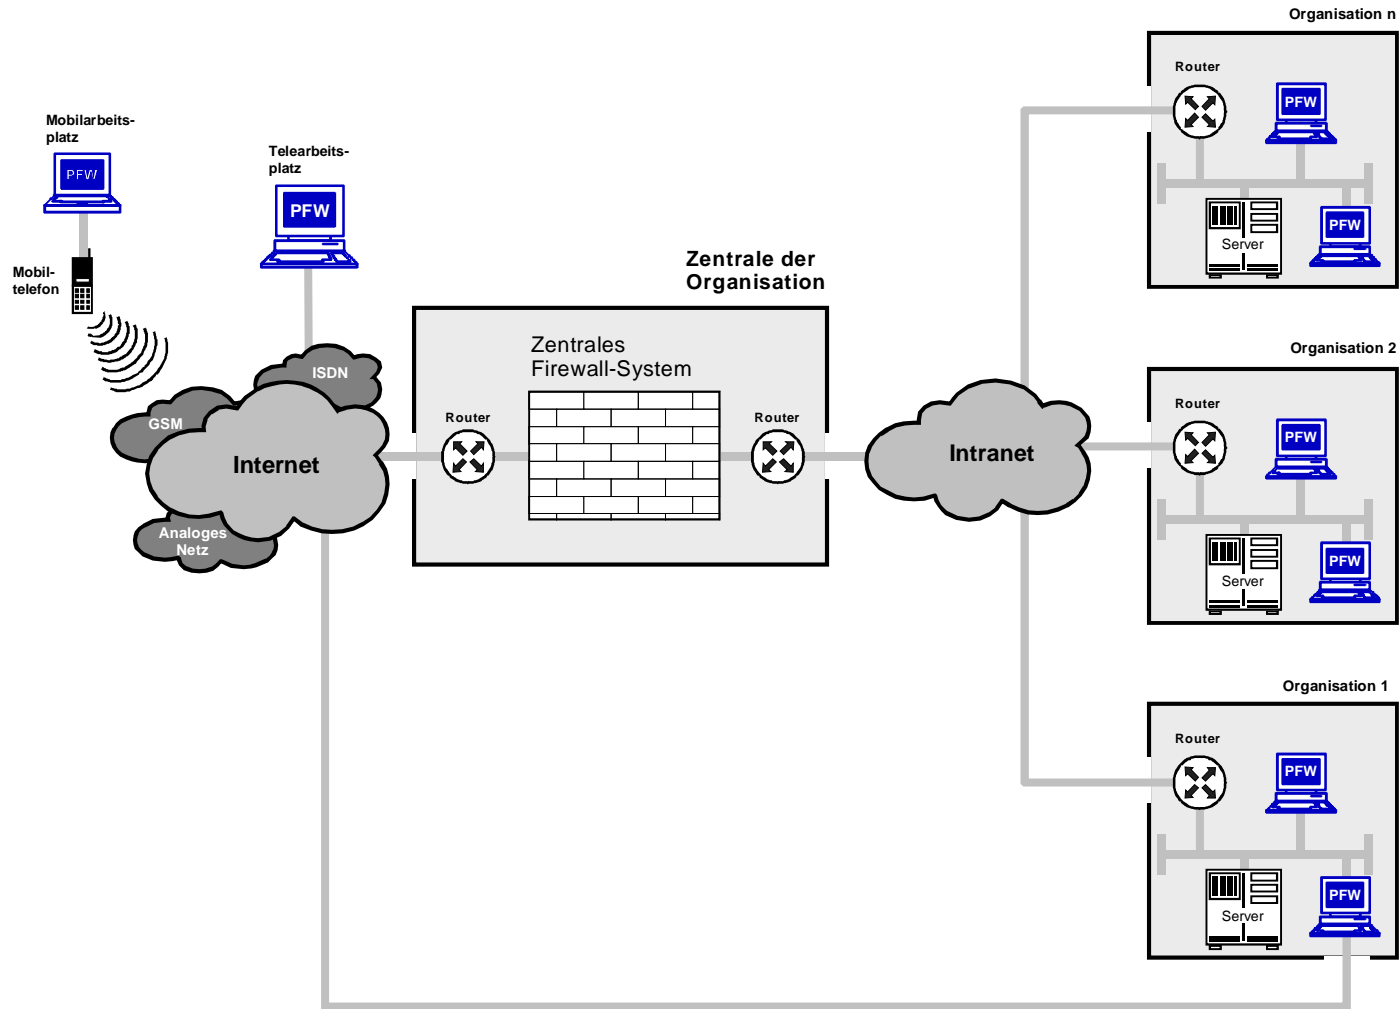 Organisation n
Router
PFW
Server
PFW
Mobilarbeits-
platz
PFW
Mobil-
telefon
Telearbeits-
platz
PFW
Zentrale der
Organisation
Zentrales
Firewall-System
Router
Router
ISDN
GSM
Internet
Analoges
Netz
Intranet
Organisation 2
Router
PFW
Server
PFW
Organisation 1
Router
PFW
Server
PFW